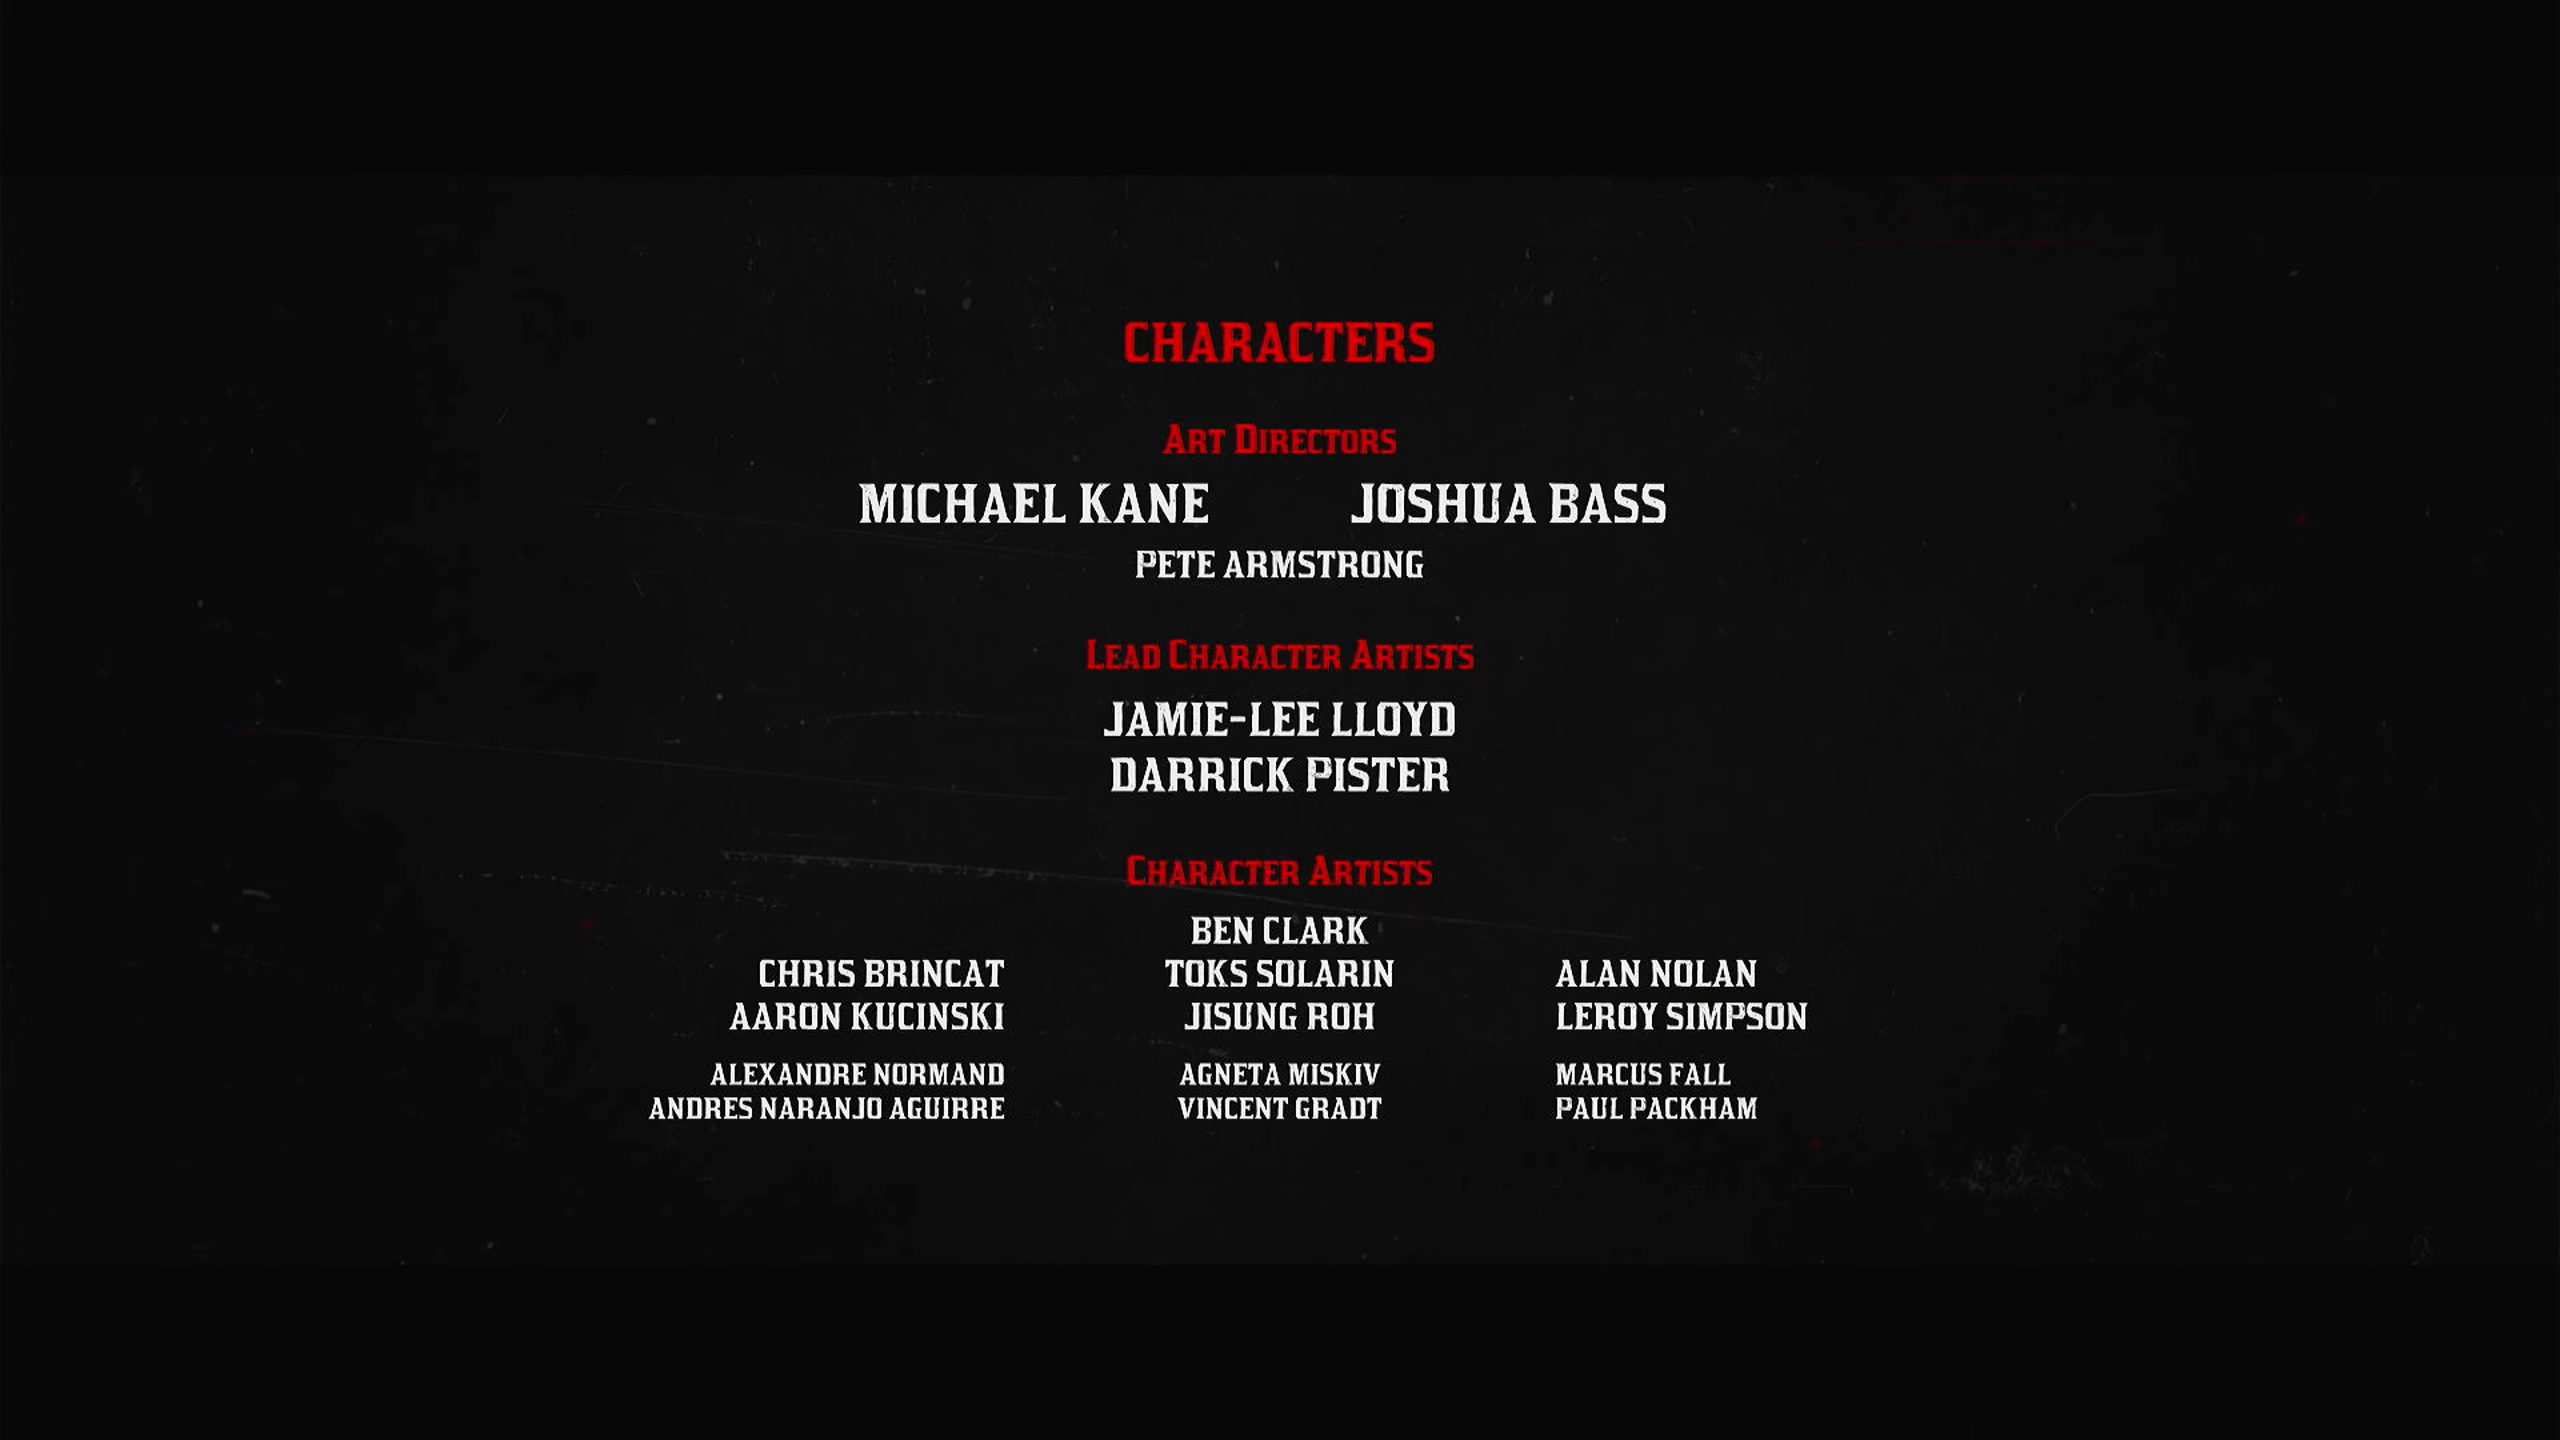 CHARACTERS
ART DIRECTORS
MICHAEL KANE JOSHUA BASS
PETE ARMSTRONG
LEAD CHARACTER ARTISTS
JAMIE-LEE LLOYD
DARRICK PISTER
CHARACTER ARTISTS
BEN CLARK
CHRIS BRINCAT TOKS SOLARIN ALAN NOLAN
AARON KUCINSKI JISUNG ROH LEROY SIMPSON
ALEXANDRE NORMAND AGNETA MISKIV MARCUS FALL
ANDRES NARANJO AGUIRRE VINCENT GRADT PAUL PACKHAM